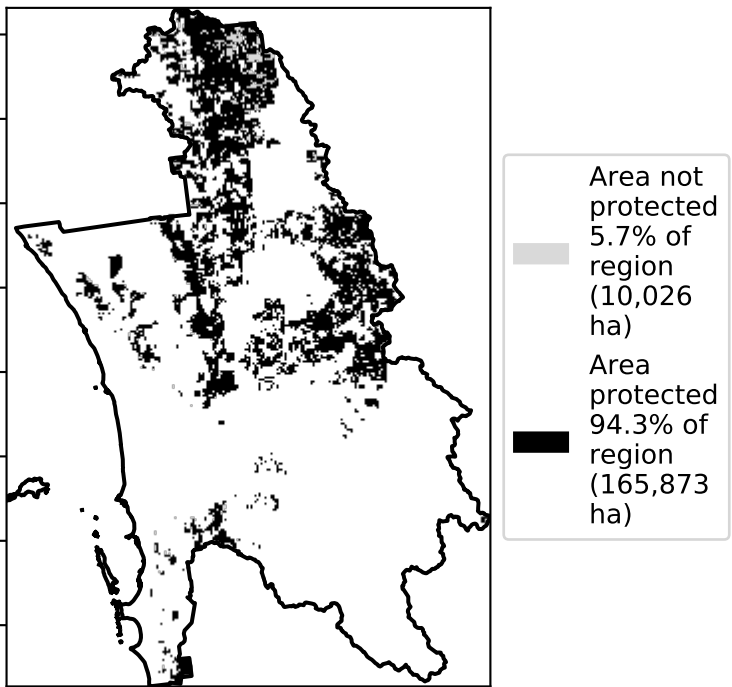 Area not
protected
5.7% of
region
(10,026
ha)
Area
protected
94.3% of
region
(165,873
ha)